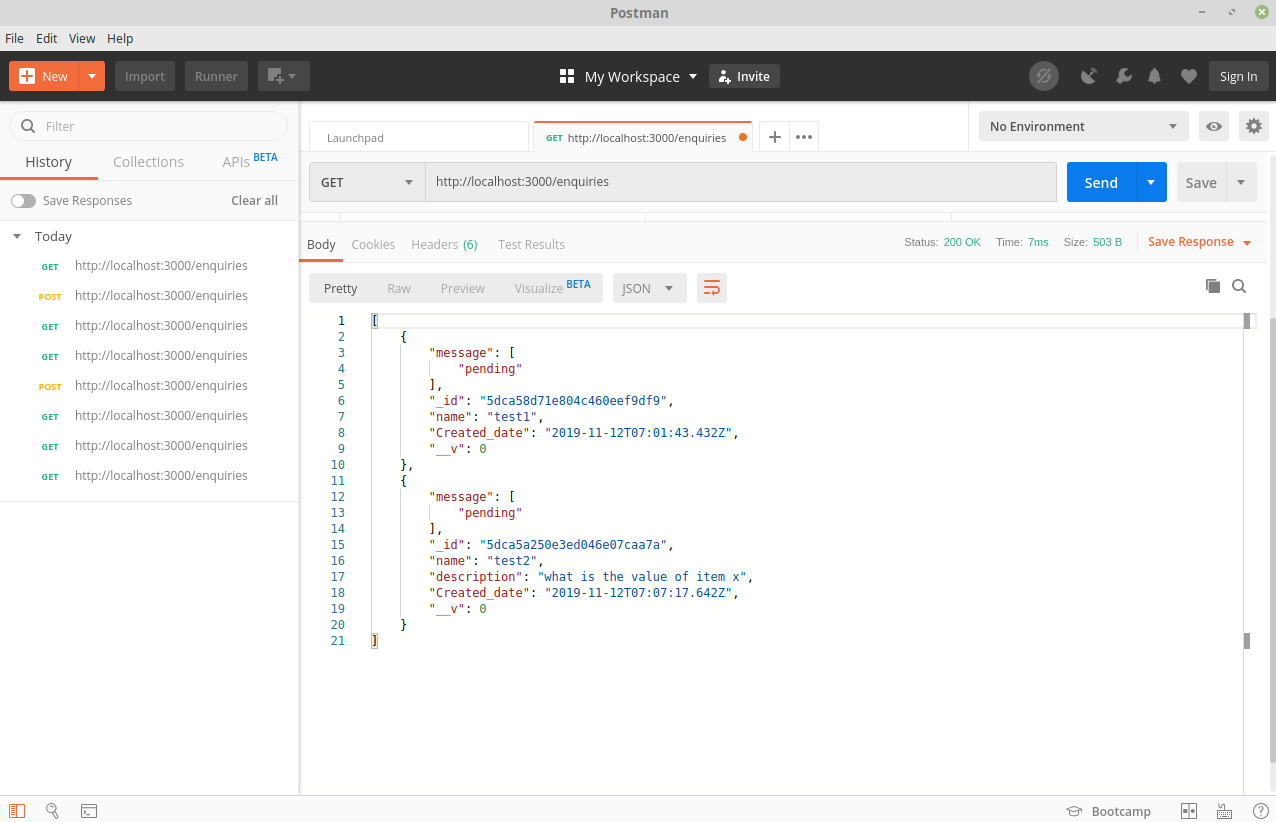 Postman
File Edit View Help
New Import Runner My Workspace Invite Sign In
Filter
History Collections APIs BETA
Save Responses Clear all
Today
GET http://localhost:3000/enquiries
POST http://localhost:3000/enquiries
GET http://localhost:3000/enquiries
GET http://localhost:3000/enquiries
POST http://localhost:3000/enquiries
GET http://localhost:3000/enquiries
GET http://localhost:3000/enquiries
GET http://localhost:3000/enquiries
Launchpad GET http://localhost:3000/enquiries No Environment
GET http://localhost:3000/enquiries Send Save
Body Cookies Headers (6) Test Results Status: 200 OK Time: 7ms Size: 503 B Save Response
Pretty Raw Preview Visualize BETA JSON
1 [
2 {
3 "message": [
4 "pending"
5 ],
6 "_id": "5dca58d71e804c460eef9df9",
7 "name": "test1",
8 "Created_date": "2019-11-12T07:01:43.432Z",
9 "__v": 0
10 },
11 {
12 "message": [
13 "pending"
14 ],
15 "_id": "5dca5a250e3ed046e07caa7a",
16 "name": "test2",
17 "description": "what is the value of item x",
18 "Created_date": "2019-11-12T07:07:17.642Z",
19 "__v": 0
20 }
21 ]
Bootcamp